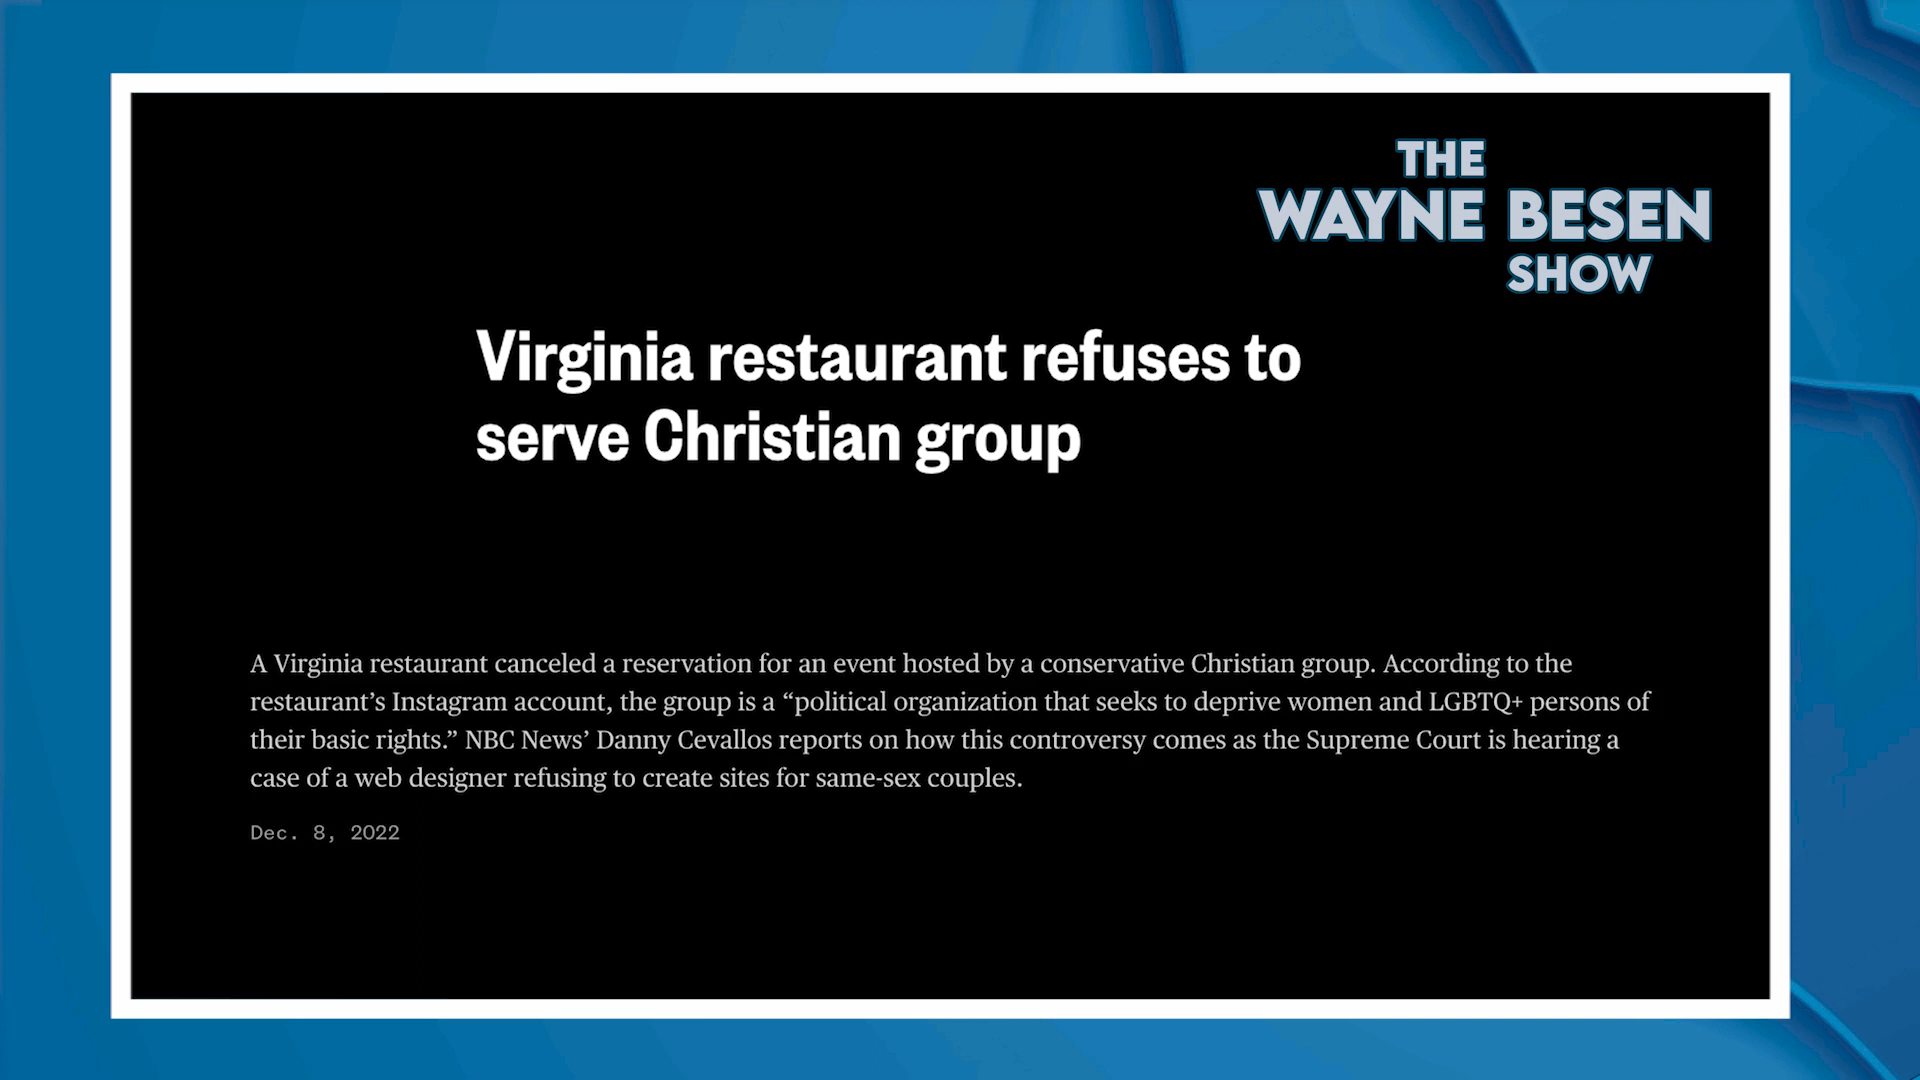 THE
WAYNE BESEN
SHOW
Virginia restaurant refuses to
serve Christian group
A Virginia restaurant canceled a reservation for an event hosted by a conservative Christian group. According to the
restaurant’s Instagram account, the group is a “political organization that seeks to deprive women and LGBTQ+ persons of
their basic rights.” NBC News’ Danny Cevallos reports on how this controversy comes as the Supreme Court is hearing a
case of a web designer refusing to create sites for same-sex couples.
Dec. 8, 2022